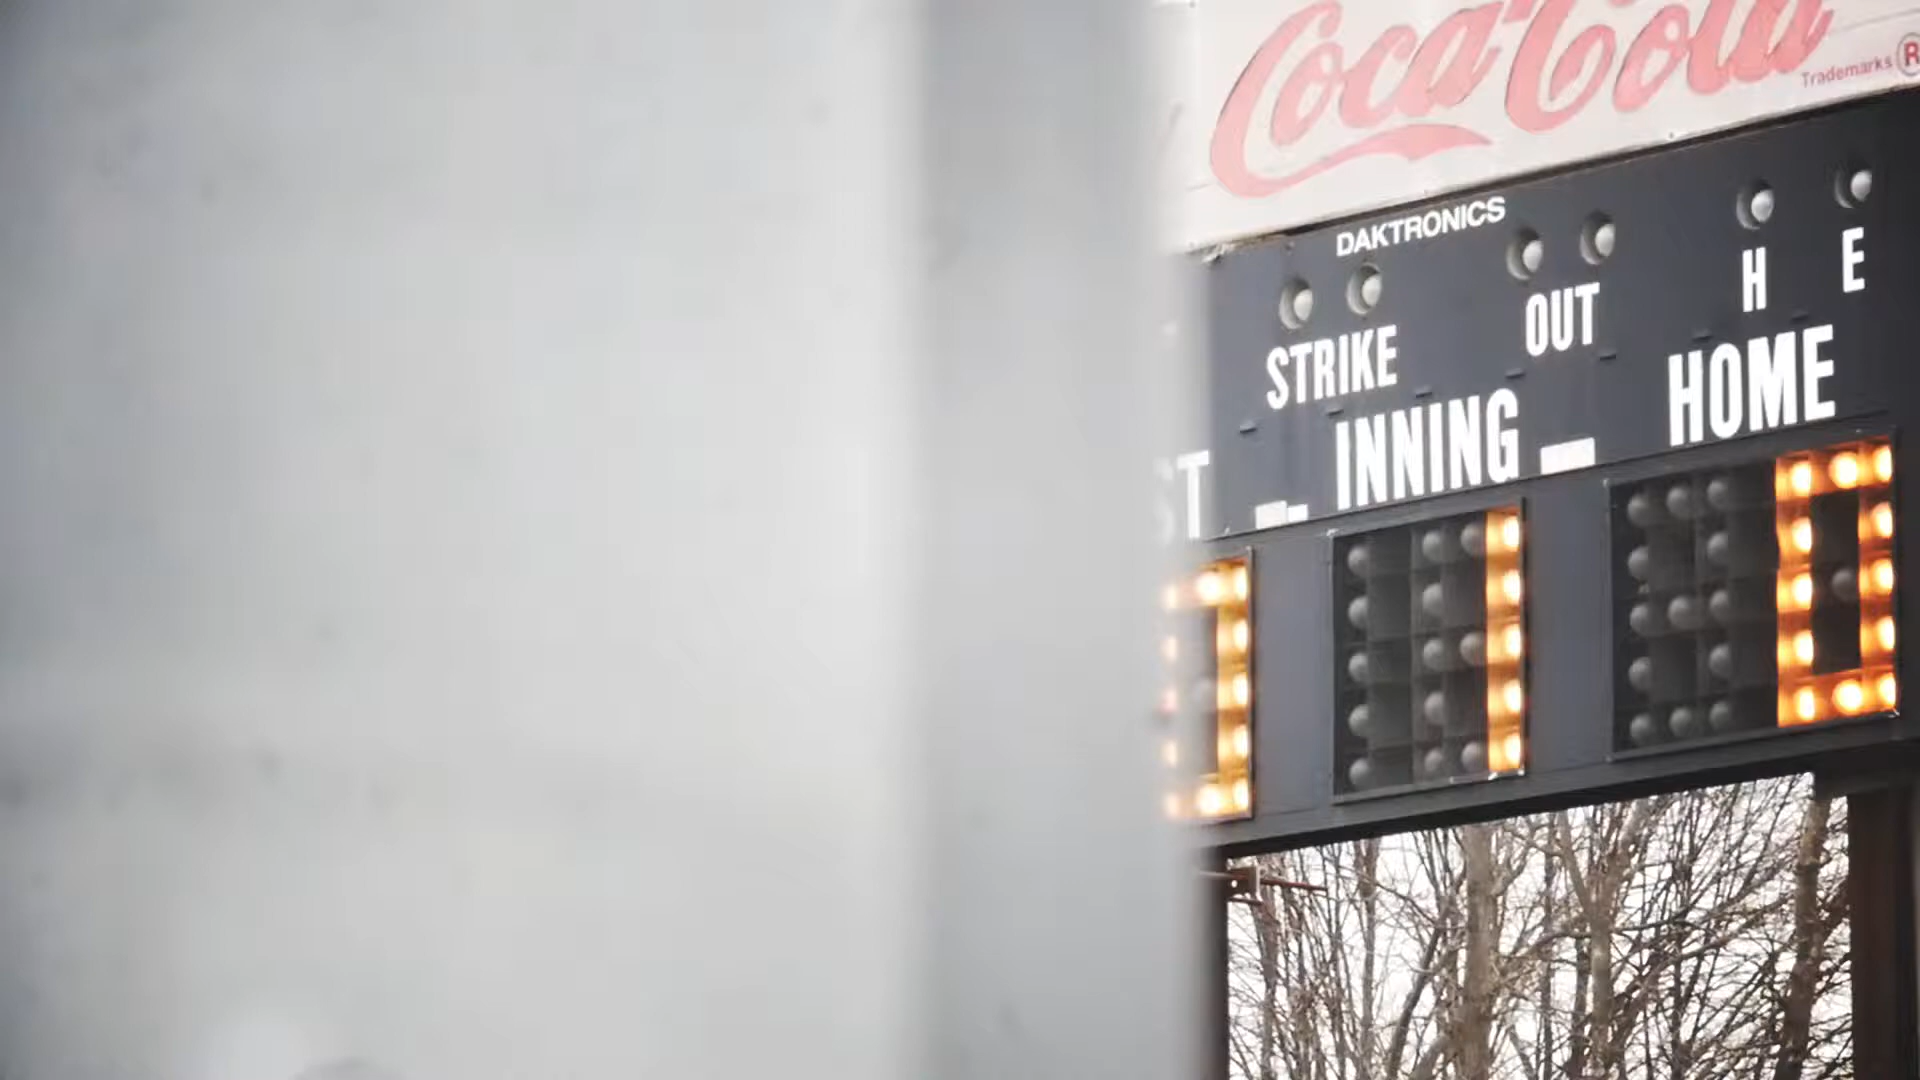 Coca-Cola
Trademarks ®
DAKTRONICS
H E
STRIKE OUT
INNING HOME
1 0